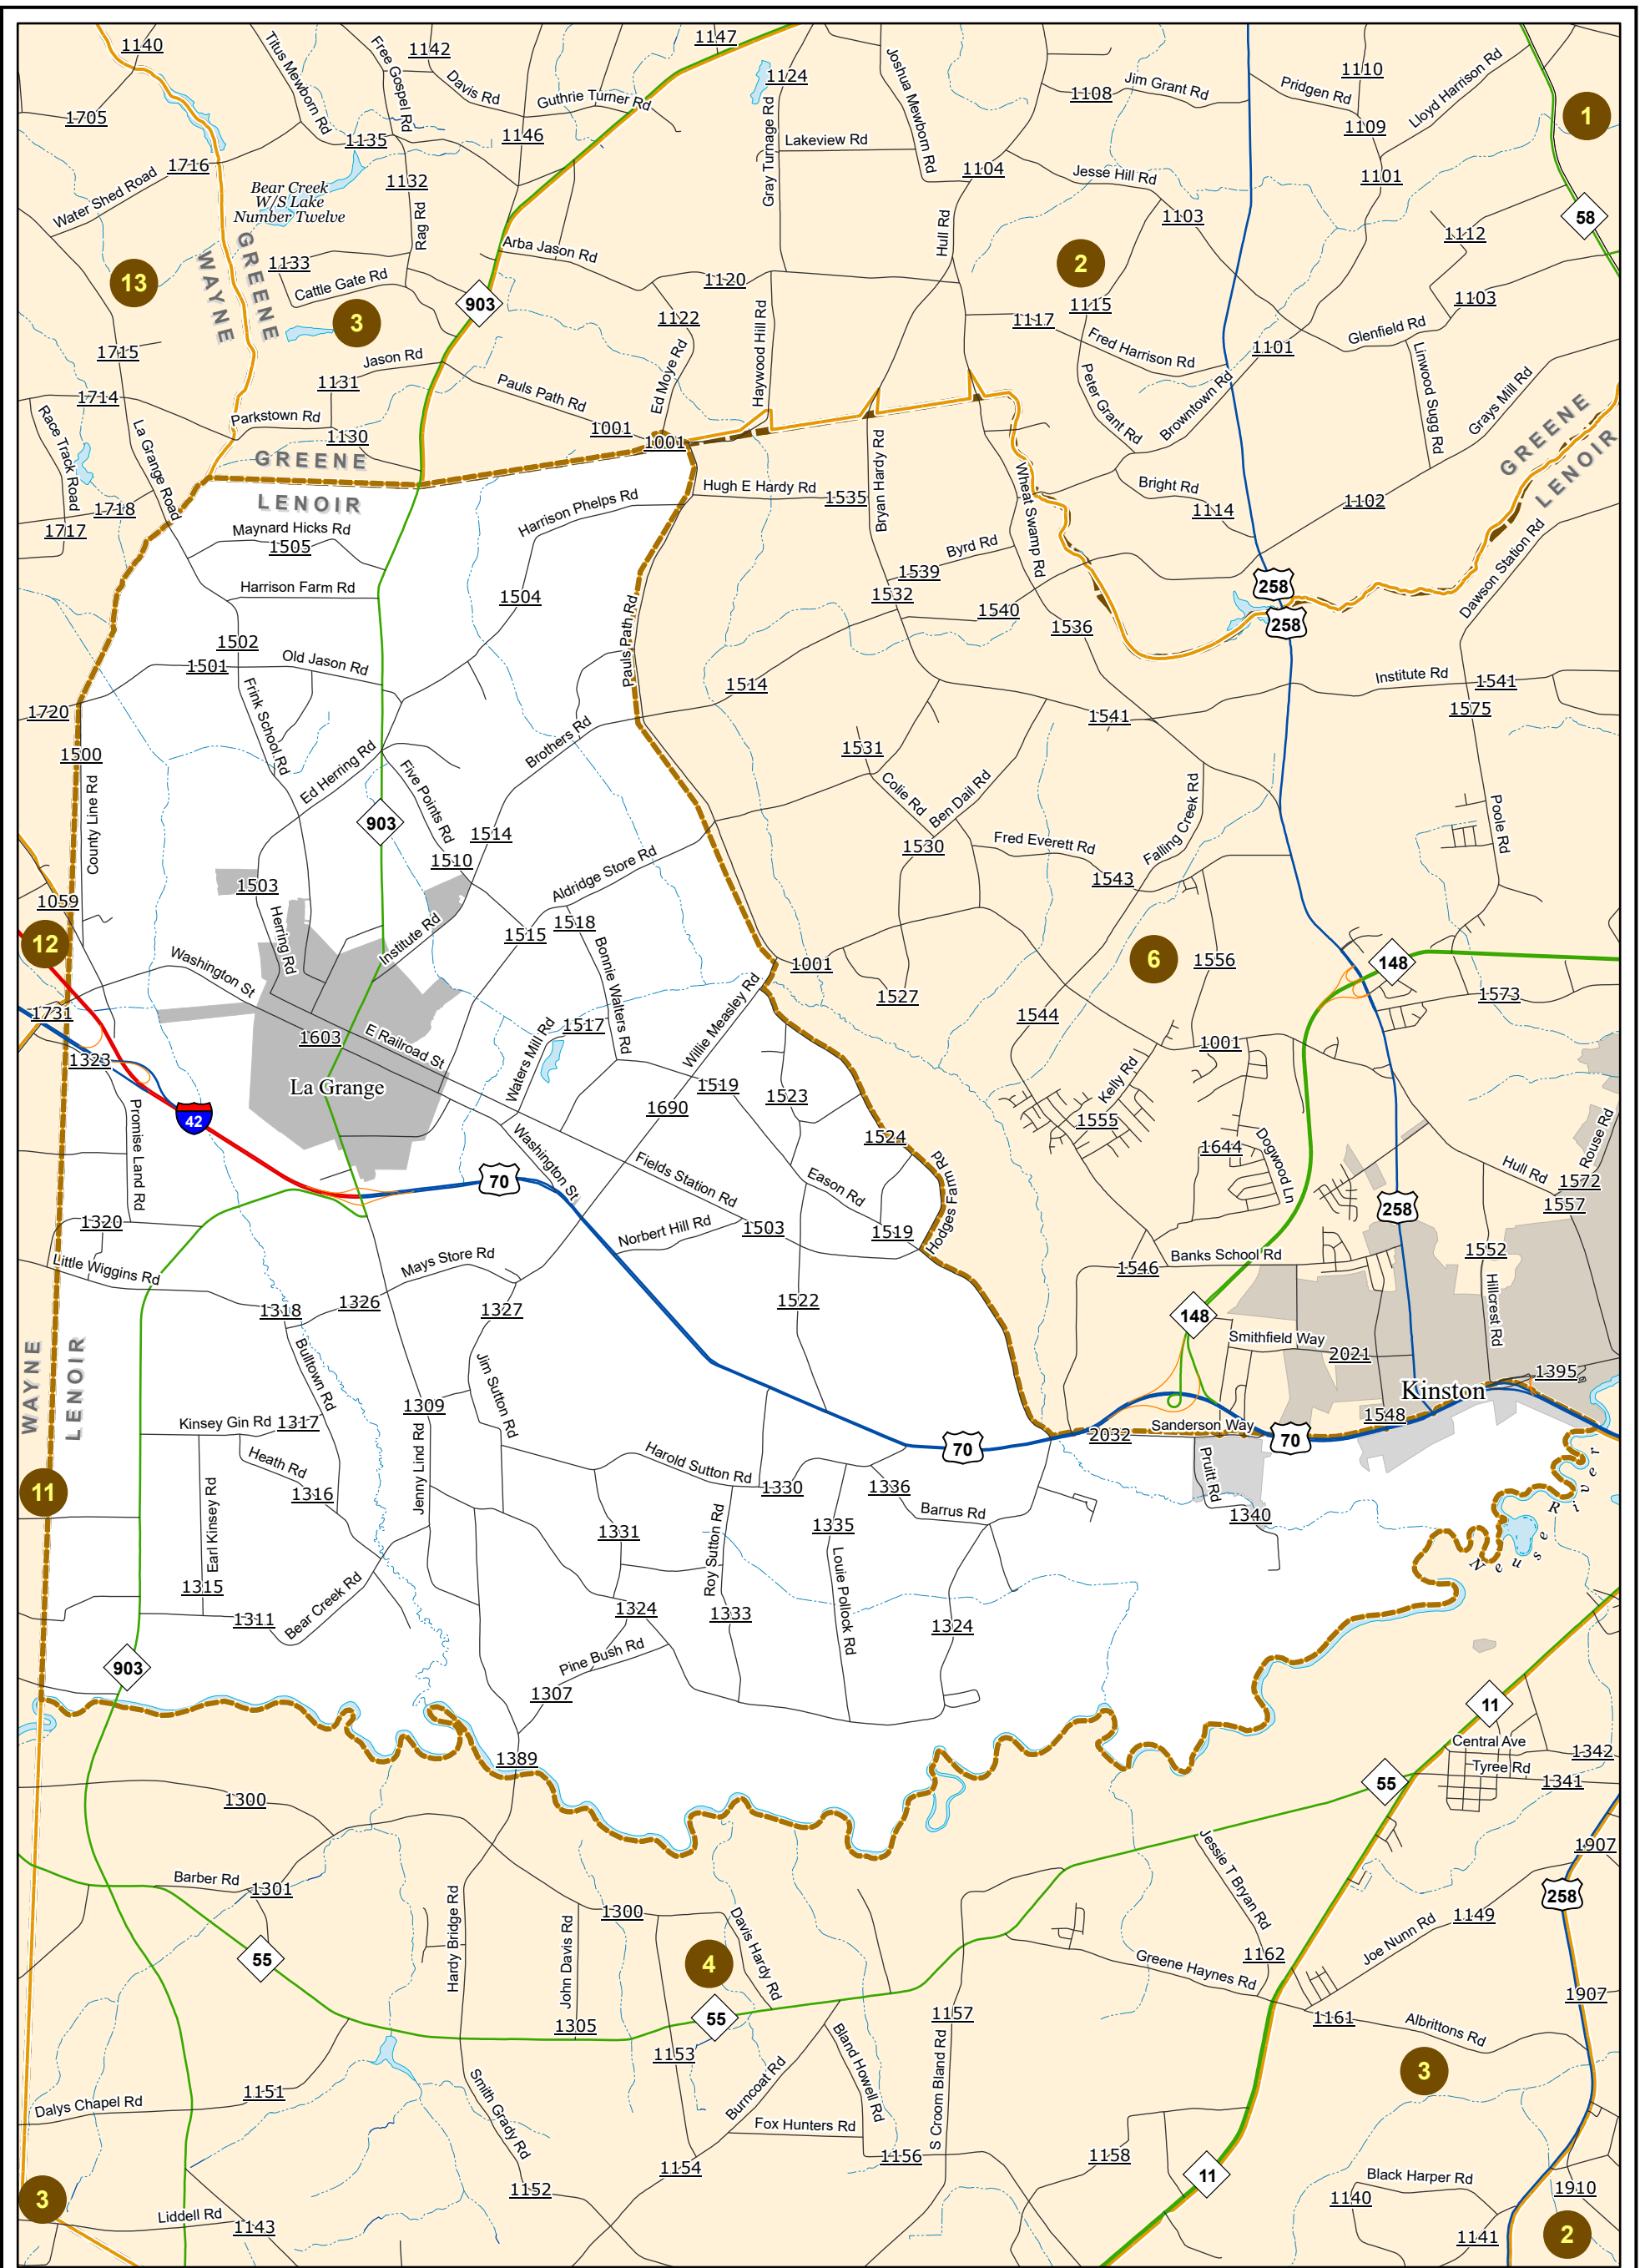 1140
Titus Mewborn Rd
Free Gospel Rd
1142
Davis Rd
1147
Guthrie Turner Rd
1124
Joshua Mewborn Rd
1108
Jim Grant Rd
Pridgen Rd
1110
Lloyd Harrison Rd
1
1705
1135
1146
Gray Turnage Rd
Lakeview Rd
1109
1716
Water Shed Road
Bear Creek
W/S Lake
Number Twelve
1132
Rag Rd
1104
Jesse Hill Rd
1101
1103
58
1112
WAYNE
GREENE
13
1133
Cattle Gate Rd
3
Arba Jason Rd
903
1120
Hull Rd
2
1115
1103
1122
Haywood Hill Rd
1117
Fred Harrison Rd
1101
Glenfield Rd
1715
Jason Rd
1131
Pauls Path Rd
Ed Move Rd
Peter Grant Rd
Browntown Rd
Linwood Sugg Rd
Grays Mill Rd
1714
Race Track Road
La Grange Road
Parkstown Rd
1130
1001
1001
GREENE
LENOIR
GREENE
LENOIR
1718
1717
Maynard Hicks Rd
1505
Harrison Phelps Rd
Hugh E Hardy Rd
1535
Bryan Hardy Rd
Wheat Swamp Rd
Bright Rd
1114
1102
Harrison Farm Rd
1504
Byrd Rd
1539
1532
1540
1536
258
258
Dawson Station Rd
1502
1501
Old Jason Rd
Pauls Path Rd
1514
Institute Rd
1541
1575
1720
Frink School Rd
1541
1500
Ed Herring Rd
Brothers Rd
1531
Colie Rd
Ben Dail Rd
Falling Creek Rd
County Line Rd
903
Five Points Rd
1514
1530
Fred Everett Rd
Poole Rd
1510
Aldridge Store Rd
1543
1059
1503
Herring Rd
Institute Rd
1515
1518
Bonnie Walters Rd
12
Washington St
1001
6
1556
148
1731
1603
E Railroad St
1517
Waters Mill Rd
Willie Measley Rd
1527
1544
1573
1323
La Grange
1519
1001
42
1690
1523
Kelly Rd
1555
Promise Land Rd
Washington St
1524
1644
Dogwood Ln
Hull Rd
Rouse Rd
1572
1557
70
Fields Station Rd
Eason Rd
Hodges Farm Rd
258
1320
Norbert Hill Rd
1503
1519
Little Wiggins Rd
Mays Store Rd
1546
Banks School Rd
1552
1318
1326
1327
1522
148
Hillcrest Rd
WAYNE
LENOIR
Bulltown Rd
Jim Sutton Rd
Smithfield Way
2021
1395
1309
Kinston
Kinsey Gin Rd
1317
Jenny Lind Rd
1548
Heath Rd
Harold Sutton Rd
70
2032
Sanderson Way
70
11
Earl Kinsey Rd
1316
1330
1336
Pruitt Rd
Neuse River
1331
Roy Sutton Rd
1335
Barrus Rd
1340
Louie Pollock Rd
1315
1311
Bear Creek Rd
1324
1333
1324
903
Pine Bush Rd
1307
11
1389
Central Ave
1342
55
Tyree Rd
1341
1300
1907
Jessie T Bryan Rd
Barber Rd
1301
Hardy Bridge Rd
John Davis Rd
1300
Davis Hardy Rd
258
1149
Joe Nunn Rd
55
4
1162
Greene Haynes Rd
1907
1305
55
1157
1161
Albrittons Rd
1153
Bland Howell Rd
S Croom Bland Rd
3
1151
Dalys Chapel Rd
Smith Grady Rd
Burncoat Rd
Fox Hunters Rd
1156
1158
1154
1152
11
Black Harper Rd
1910
3
1140
Liddell Rd
1143
1141
2